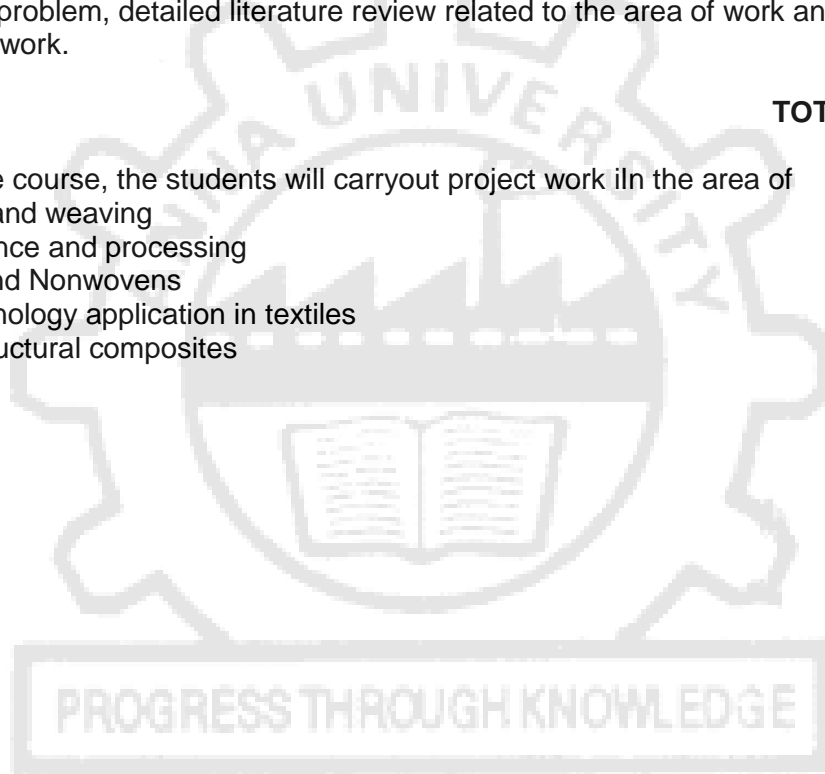 problem, detailed literature review related to the area of work an
work.
TOT
e course, the students will carryout project work iIn the area of
and weaving
nce and processing
nd Nonwovens
nology application in textiles
uctural composites
UNIVERSITY
PROGRESS THROUGH KNOWLEDGE